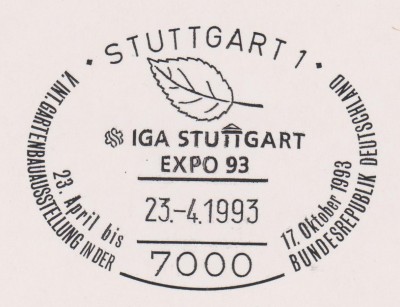 STUTTGART 1
IGA STUTTGART
EXPO 93
23.-4.1993
7000
V. INT. GARTENBAUAUSSTELLUNG IN DER
BUNDESREPUBLIK DEUTSCHLAND
23. April bis
17. Oktober 1993